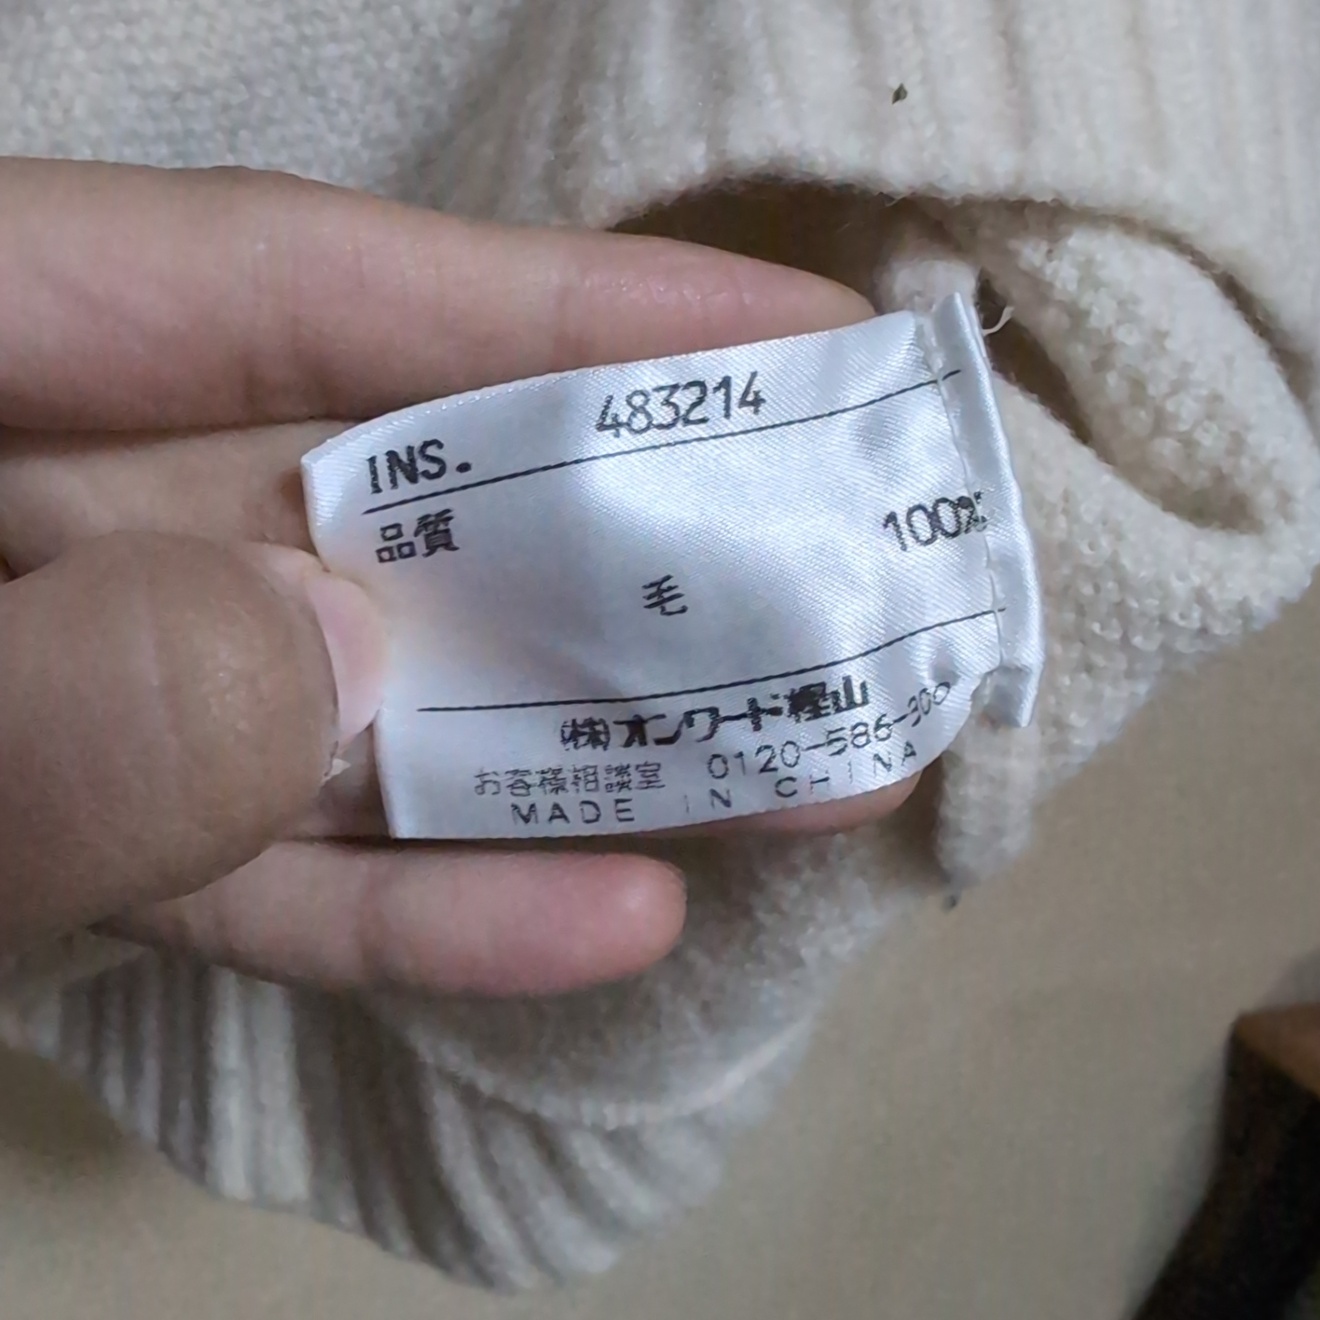 INS. 483214
品質 100%
毛
(株)オンワード樫山
お客様相談室 0120-586-300
MADE IN CHINA